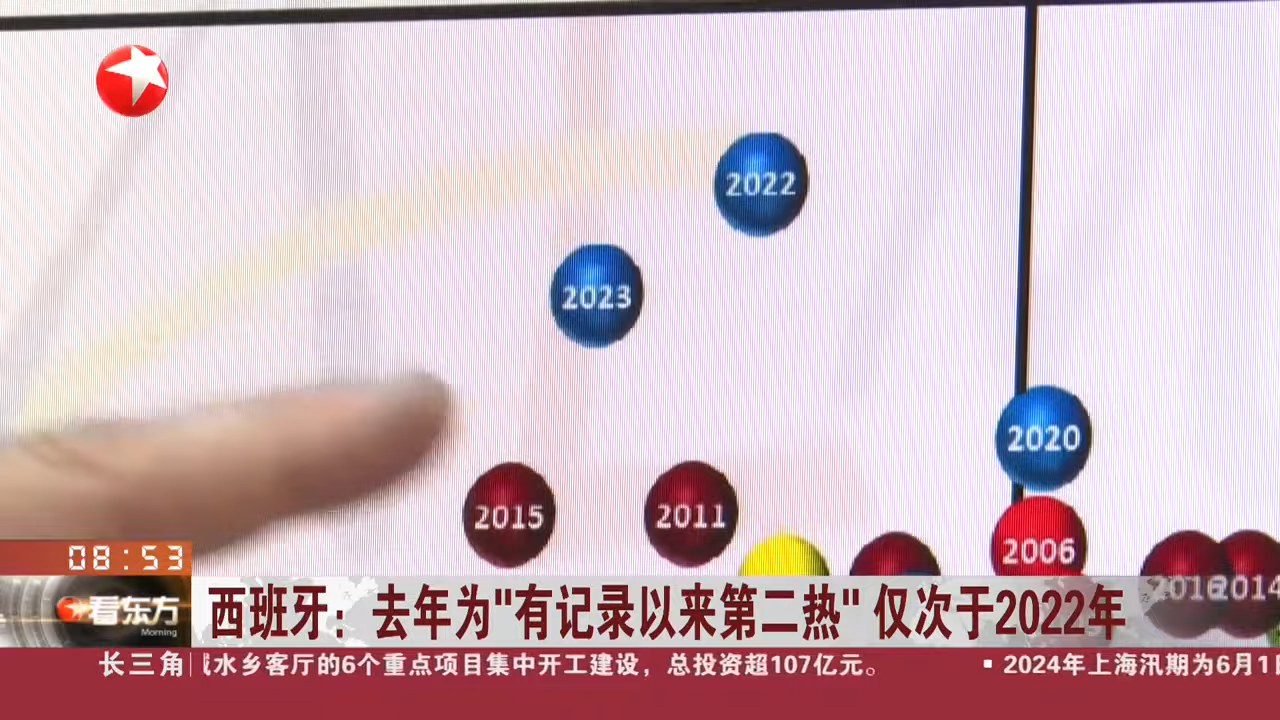 2022
2023
2020
2015
2011
2006
2016
2014
08:53
看东方
Morning
西班牙：去年为"有记录以来第二热" 仅次于2022年
长三角
水乡客厅的6个重点项目集中开工建设，总投资超107亿元。
▪ 2024年上海汛期为6月1